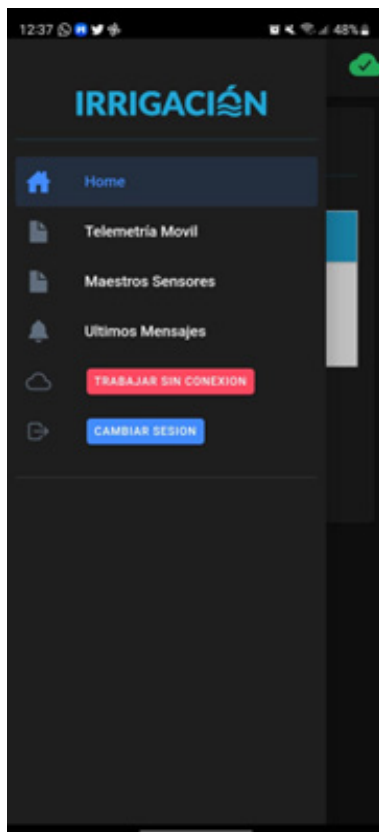 12:37
48%
IRRIGACIÓN
Home
Telemetría Movil
Maestros Sensores
Ultimos Mensajes
TRABAJAR SIN CONEXION
CAMBIAR SESION